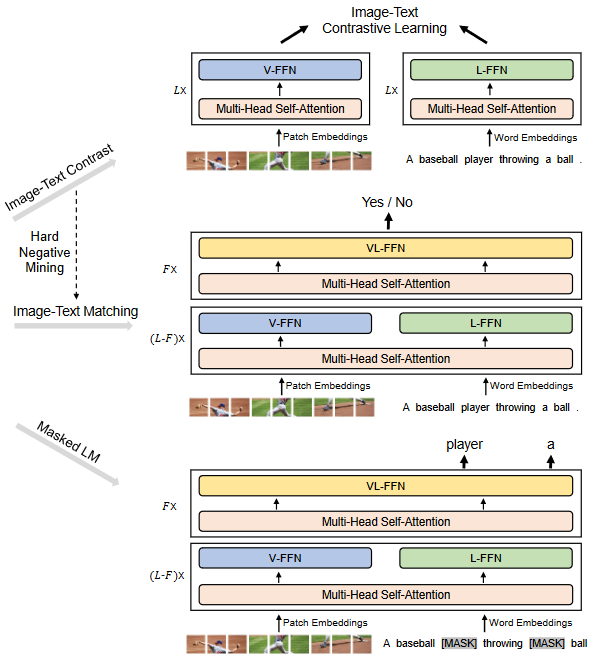 Image-Text
Contrastive Learning
V-FFN
L-FFN
L×
L×
Multi-Head Self-Attention
Multi-Head Self-Attention
Patch Embeddings
Word Embeddings
A baseball player throwing a ball .
Image-Text Contrast
Yes / No
Hard
Negative
Mining
VL-FFN
F×
Multi-Head Self-Attention
Image-Text Matching
V-FFN
L-FFN
(L-F)×
Multi-Head Self-Attention
Patch Embeddings
Word Embeddings
A baseball player throwing a ball .
Masked LM
player
a
VL-FFN
F×
Multi-Head Self-Attention
V-FFN
L-FFN
(L-F)×
Multi-Head Self-Attention
Patch Embeddings
Word Embeddings
A baseball [MASK] throwing [MASK] ball